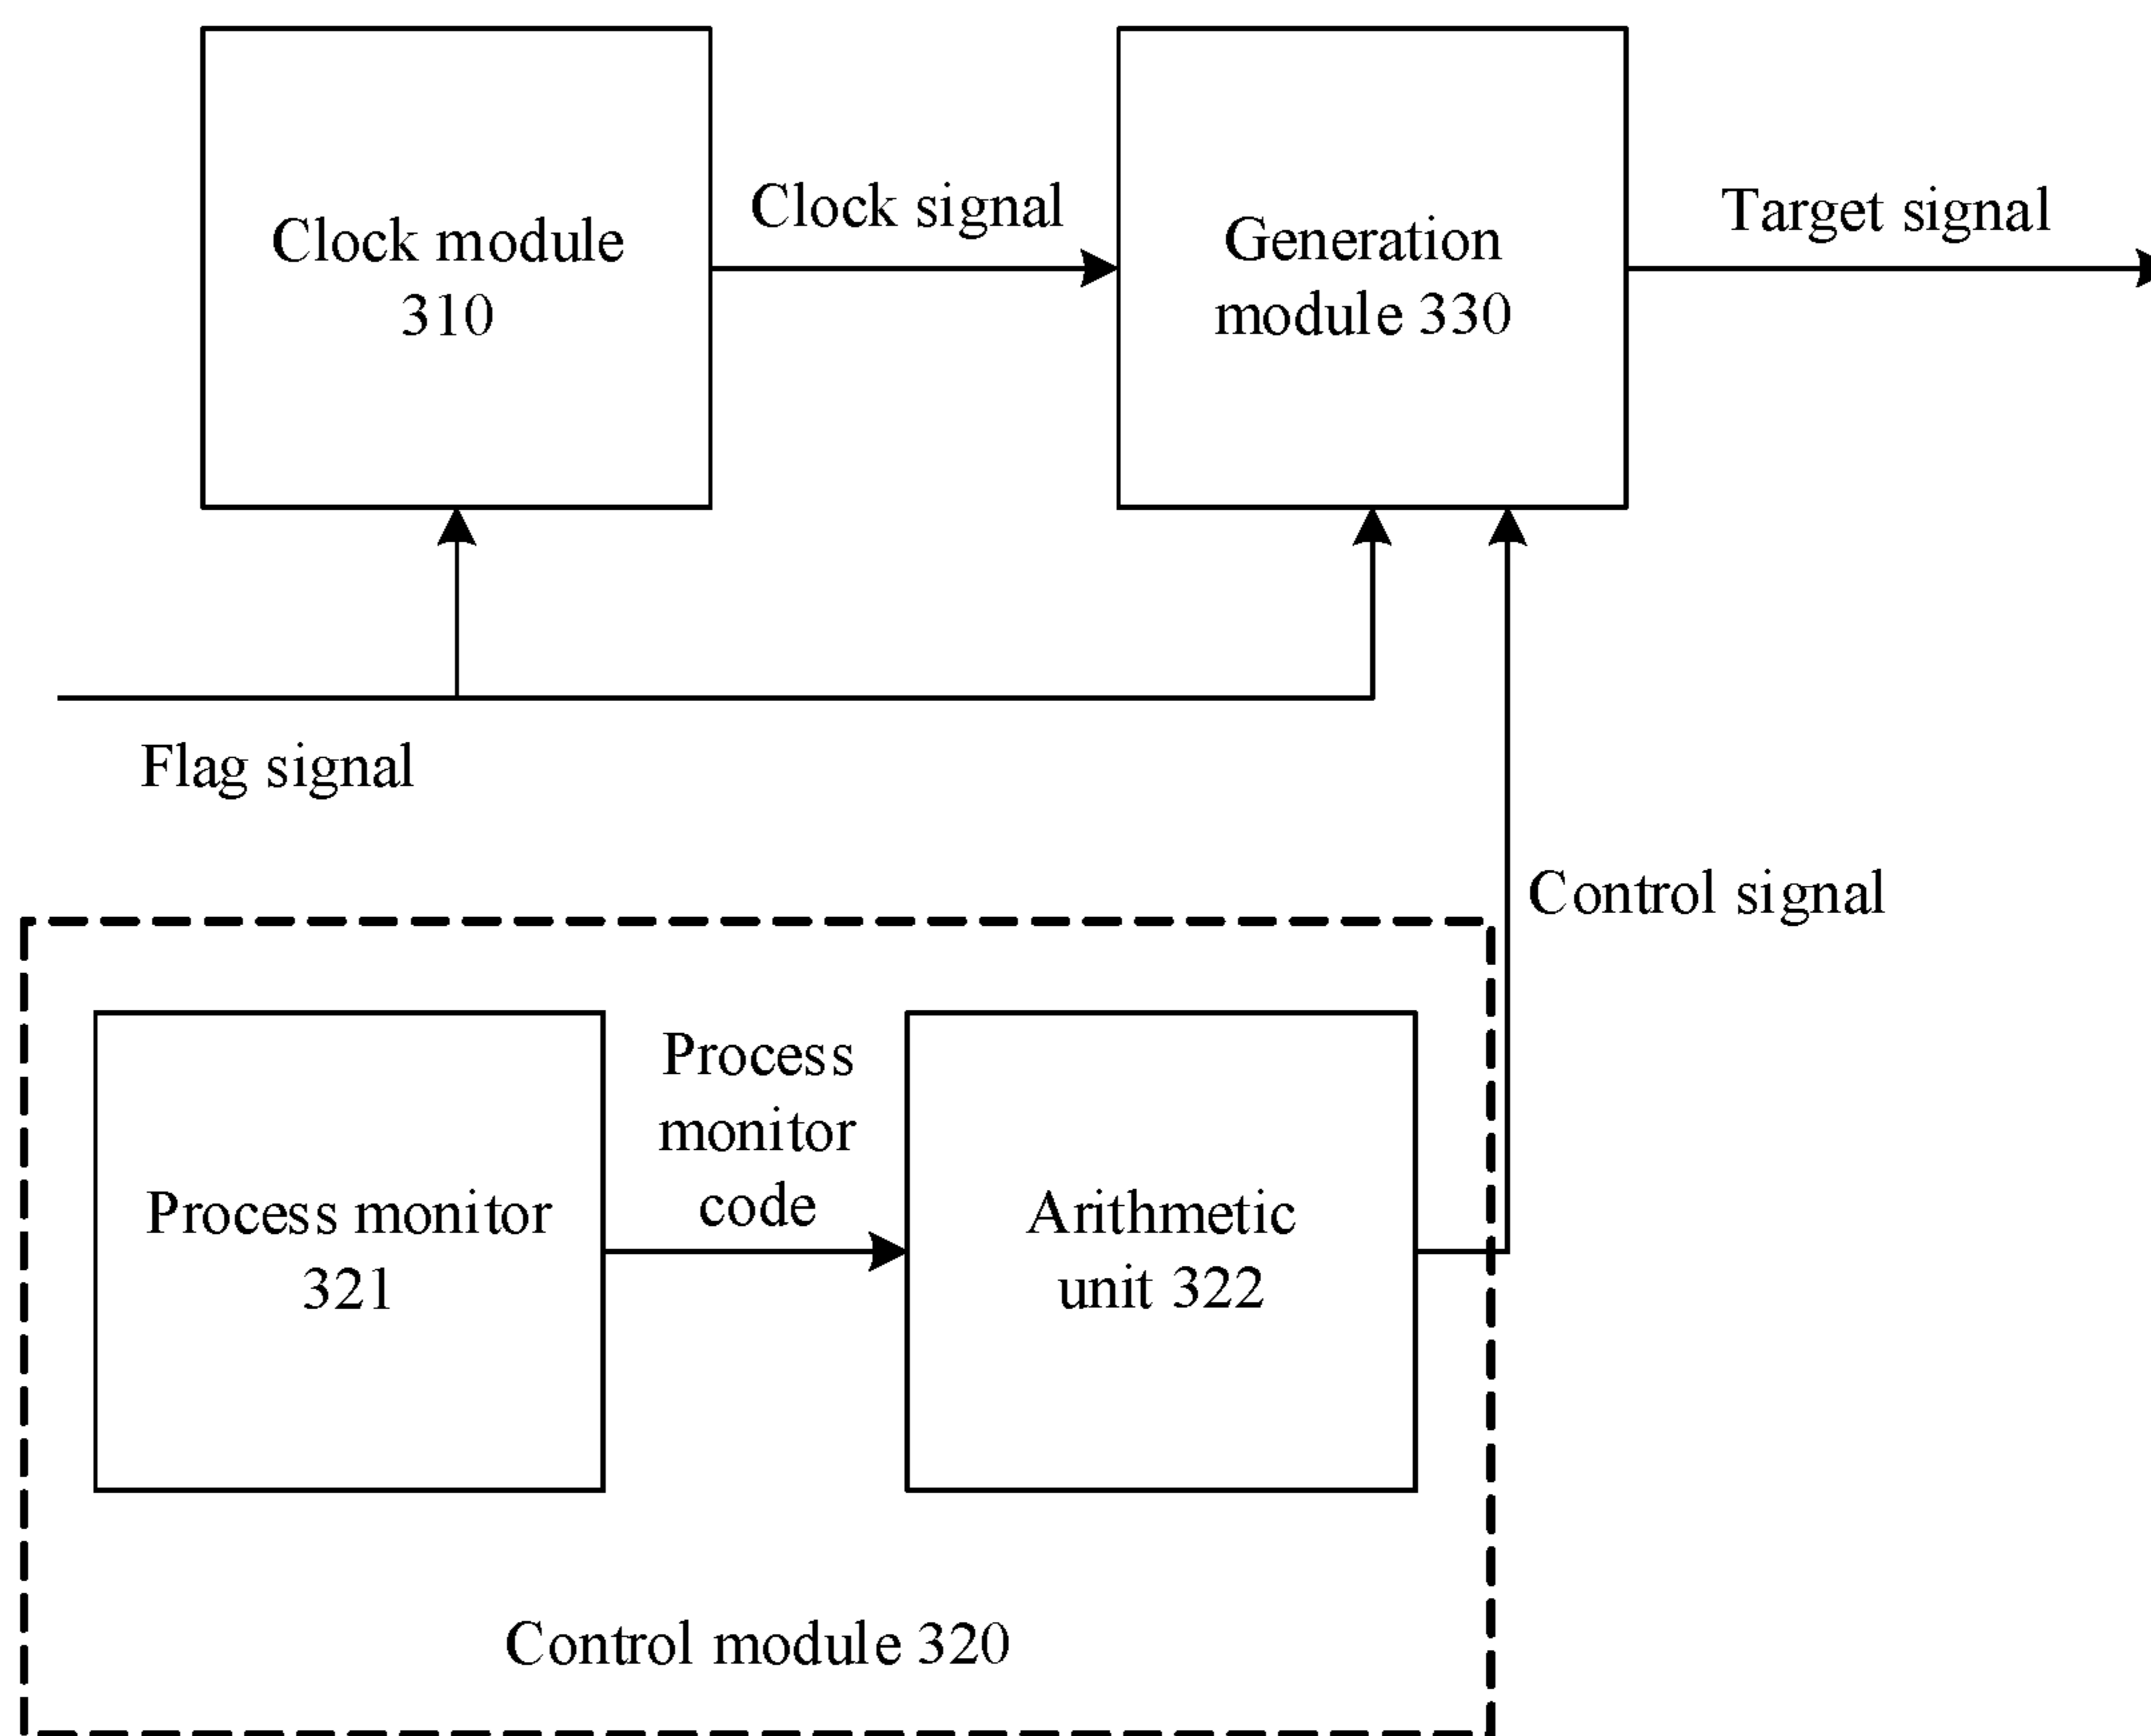 Clock module
310
Clock signal
Generation
module 330
Target signal
Flag signal
Control signal
Process monitor
321
Process
monitor
code
Arithmetic
unit 322
Control module 320